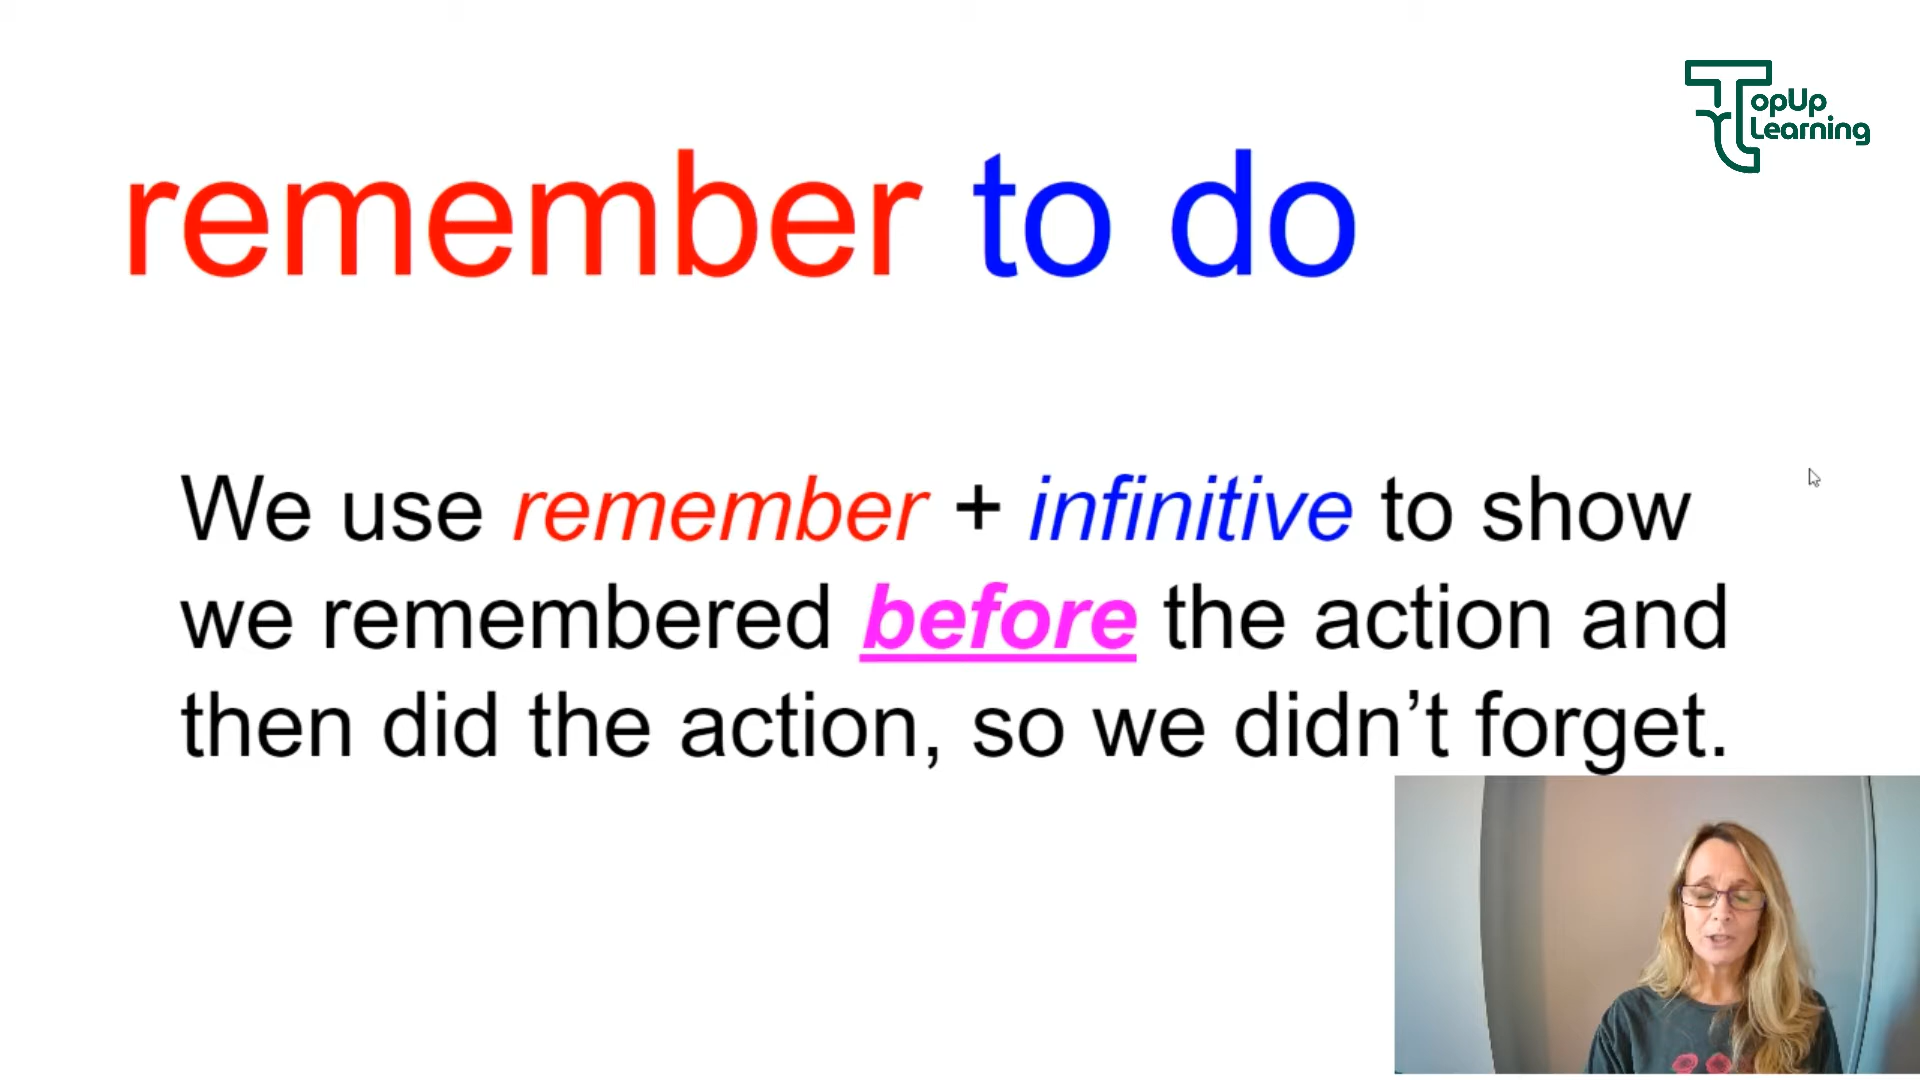 TopUp
Learning
remember to do
We use remember + infinitive to show
we remembered before the action and
then did the action, so we didn’t forget.